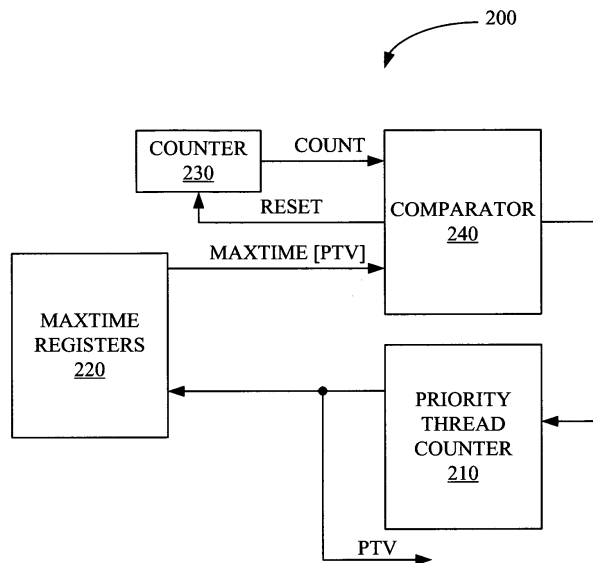 200
COUNTER
230
COUNT
RESET
COMPARATOR
240
MAXTIME [PTV]
MAXTIME
REGISTERS
220
PRIORITY
THREAD
COUNTER
210
PTV